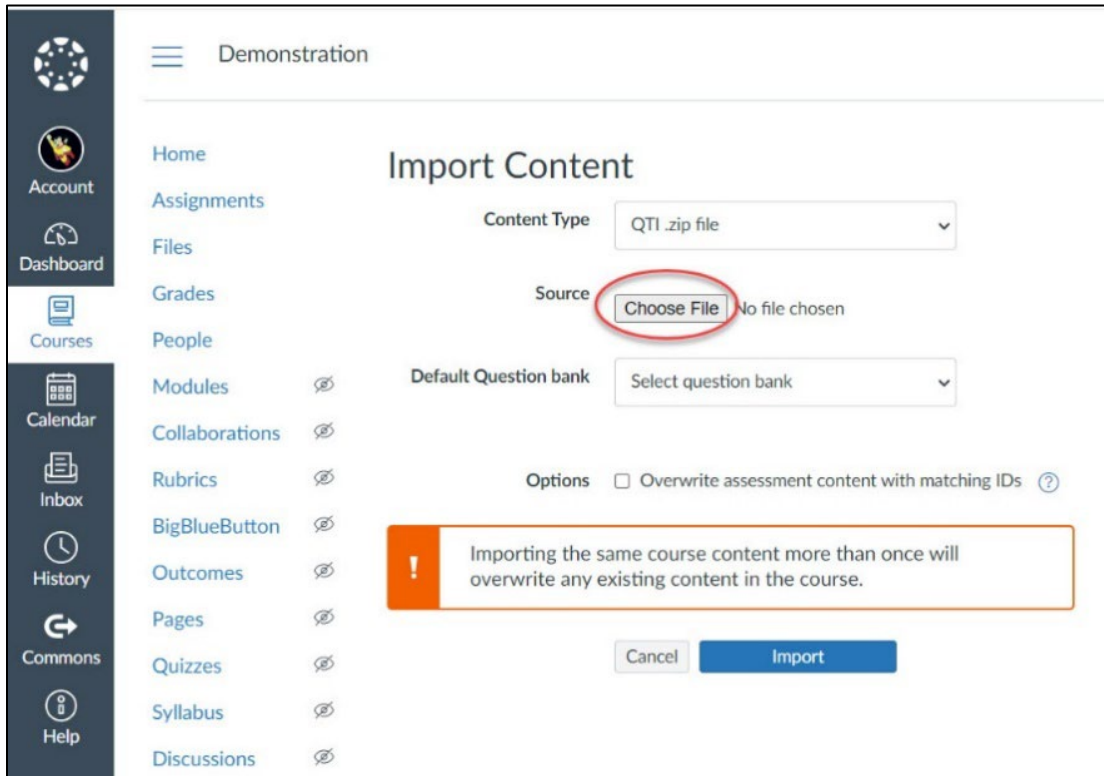 Demonstration
Account
Dashboard
Courses
Calendar
Inbox
History
Commons
Help
Home
Assignments
Files
Grades
People
Modules
Collaborations
Rubrics
BigBlueButton
Outcomes
Pages
Quizzes
Syllabus
Discussions
Import Content
Content Type QTI .zip file
Source Choose File No file chosen
Default Question bank Select question bank
Options Overwrite assessment content with matching IDs ?
! Importing the same course content more than once will
overwrite any existing content in the course.
Cancel Import